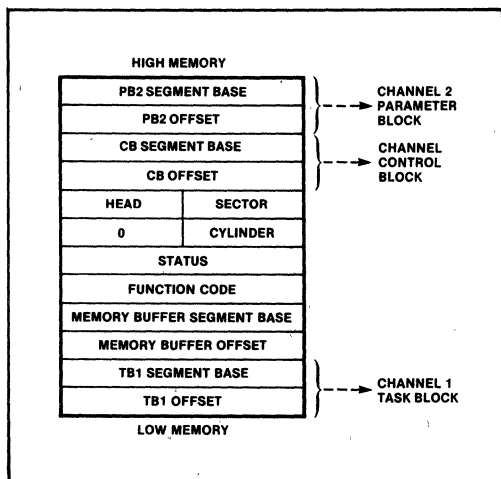 HIGH MEMORY
PB2 SEGMENT BASE
PB2 OFFSET
CHANNEL 2
PARAMETER
BLOCK
CB SEGMENT BASE
CB OFFSET
CHANNEL
CONTROL
BLOCK
HEAD SECTOR
0 CYLINDER
STATUS
FUNCTION CODE
MEMORY BUFFER SEGMENT BASE
MEMORY BUFFER OFFSET
TB1 SEGMENT BASE
TB1 OFFSET
CHANNEL 1
TASK BLOCK
LOW MEMORY